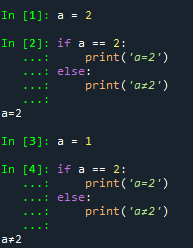 In [1]: a = 2
In [2]: if a == 2:
   ...:     print('a=2')
   ...: else:
   ...:     print('a≠2')
   ...:
a=2
In [3]: a = 1
In [4]: if a == 2:
   ...:     print('a=2')
   ...: else:
   ...:     print('a≠2')
   ...:
a≠2